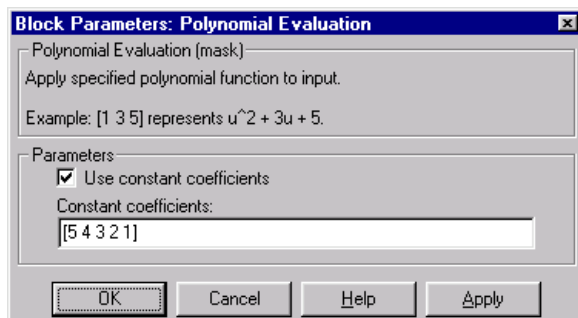 Block Parameters: Polynomial Evaluation
Polynomial Evaluation (mask)
Apply specified polynomial function to input.
Example: [1 3 5] represents u^2 + 3u + 5.
Parameters
Use constant coefficients
Constant coefficients:
[5 4 3 2 1]
OK Cancel Help Apply